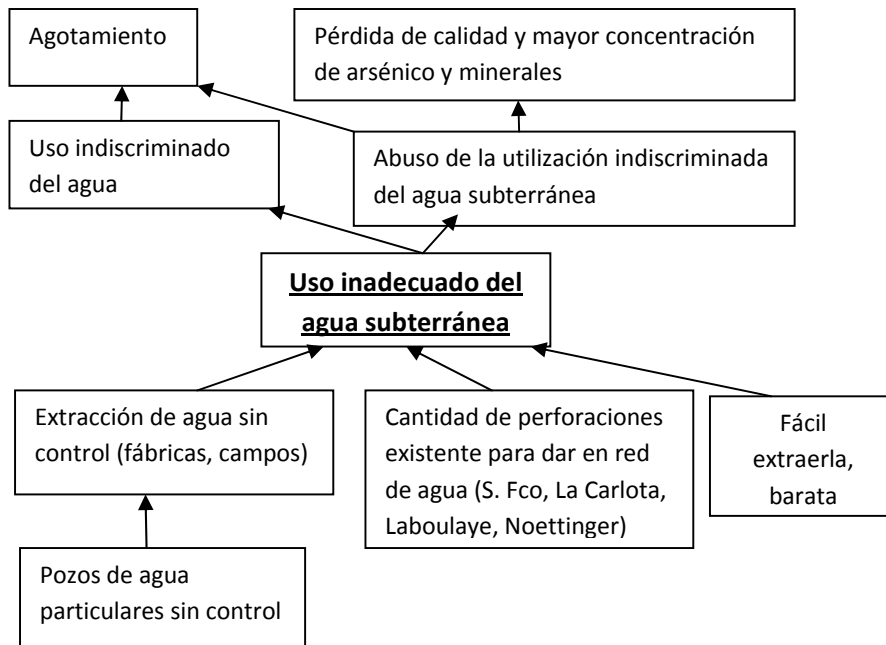 Agotamiento
Pérdida de calidad y mayor concentración
de arsénico y minerales
Uso indiscriminado
del agua
Abuso de la utilización indiscriminada
del agua subterránea
Uso inadecuado del
agua subterránea
Extracción de agua sin
control (fábricas, campos)
Cantidad de perforaciones
existente para dar en red
de agua (S. Fco, La Carlota,
Laboulaye, Noettinger)
Fácil
extraerla,
barata
Pozos de agua
particulares sin control